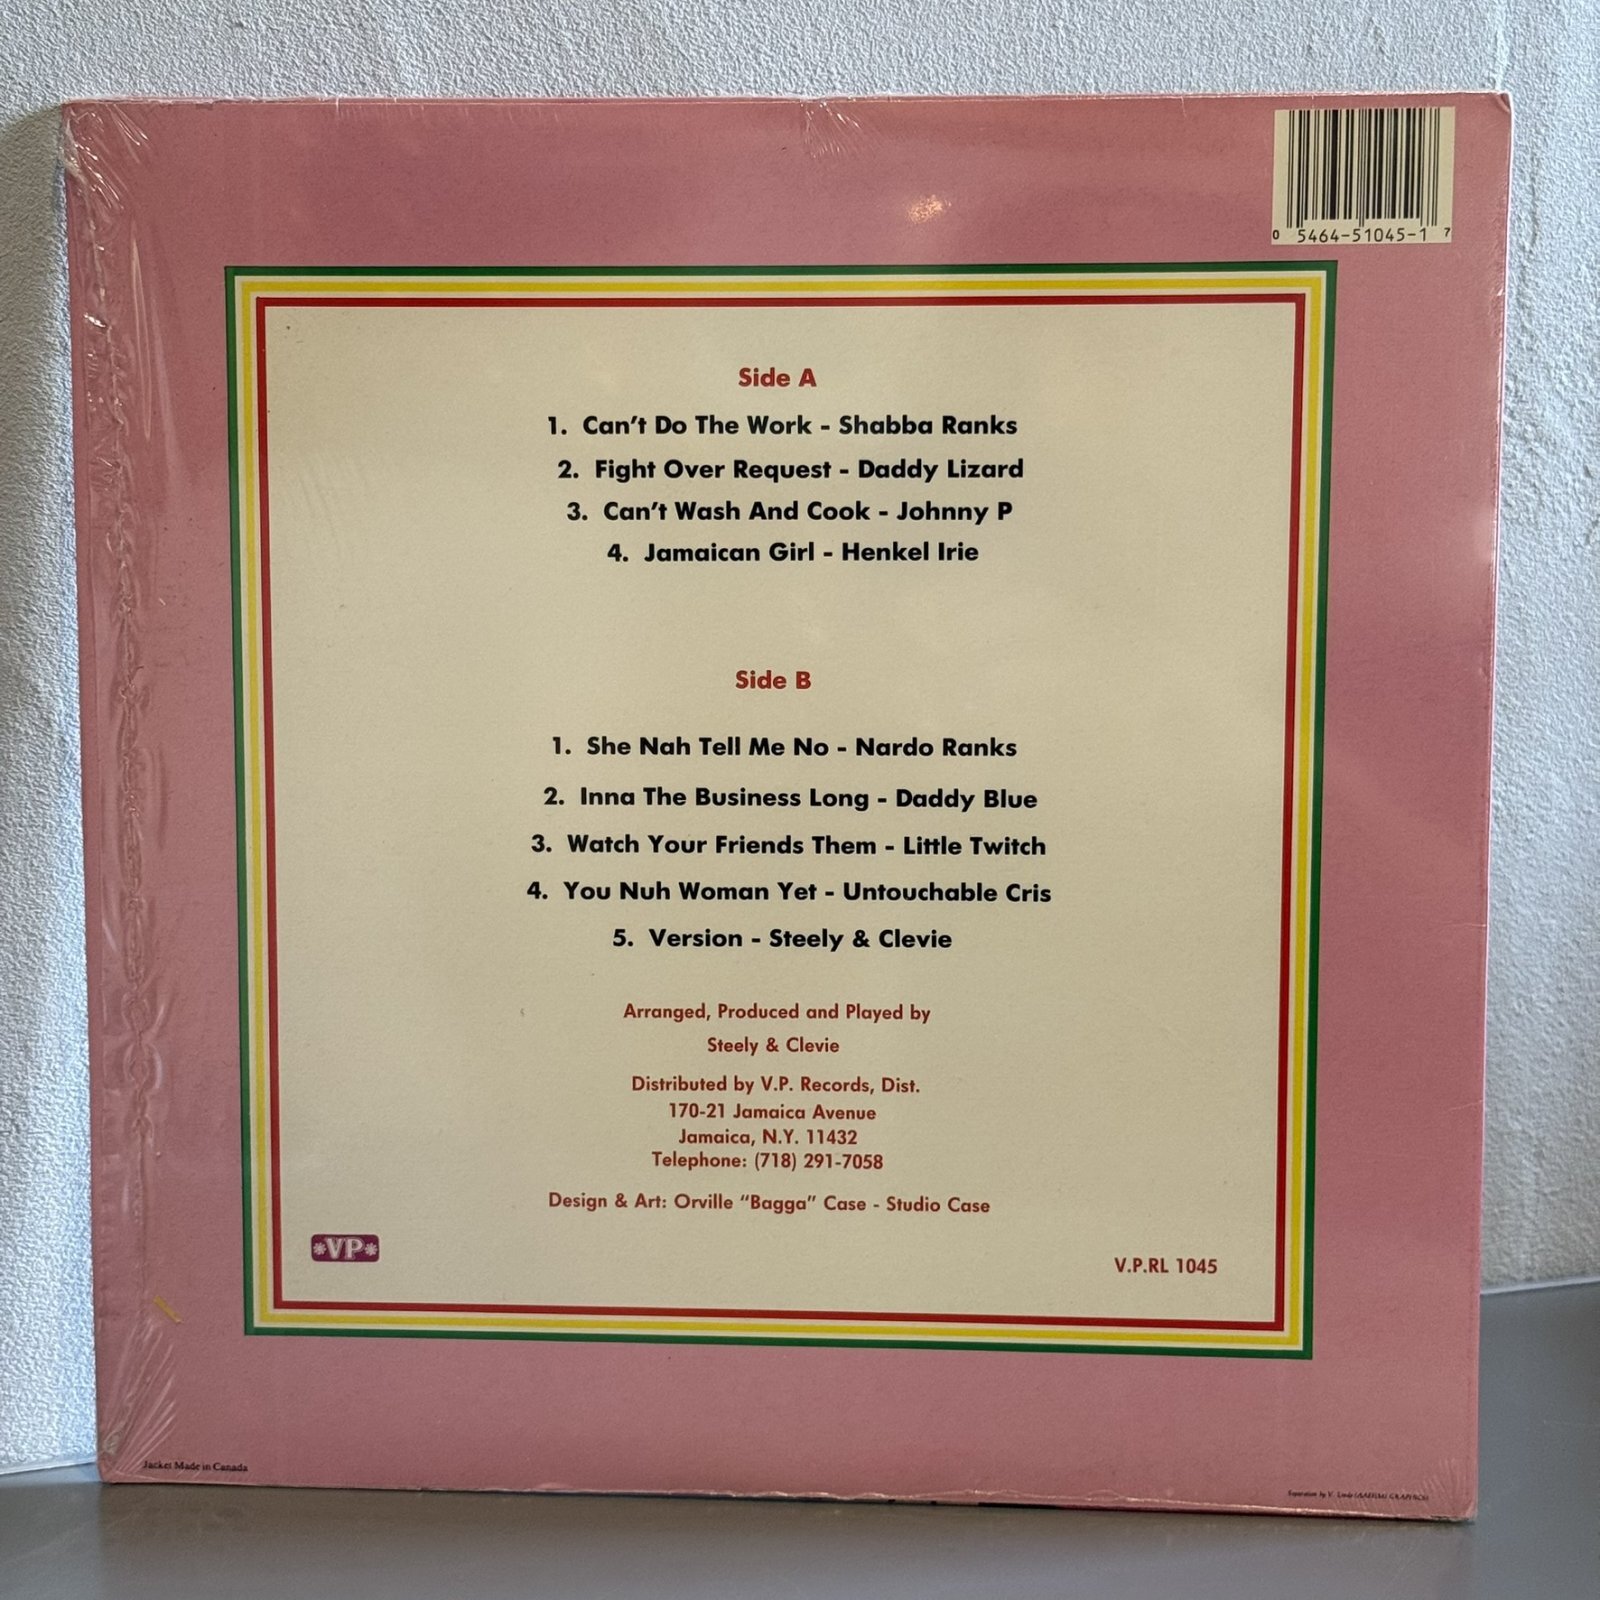 0 5464-51045-1 7
Side A
1. Can't Do The Work - Shabba Ranks
2. Fight Over Request - Daddy Lizard
3. Can't Wash And Cook - Johnny P
4. Jamaican Girl - Henkel Irie
Side B
1. She Nah Tell Me No - Nardo Ranks
2. Inna The Business Long - Daddy Blue
3. Watch Your Friends Them - Little Twitch
4. You Nuh Woman Yet - Untouchable Cris
5. Version - Steely & Clevie
Arranged, Produced and Played by
Steely & Clevie
Distributed by V.P. Records, Dist.
170-21 Jamaica Avenue
Jamaica, N.Y. 11432
Telephone: (718) 291-7058
Design & Art: Orville "Bagga" Case - Studio Case
*VP*
V.P.RL 1045
Jacket Made in Canada
Separation by V.